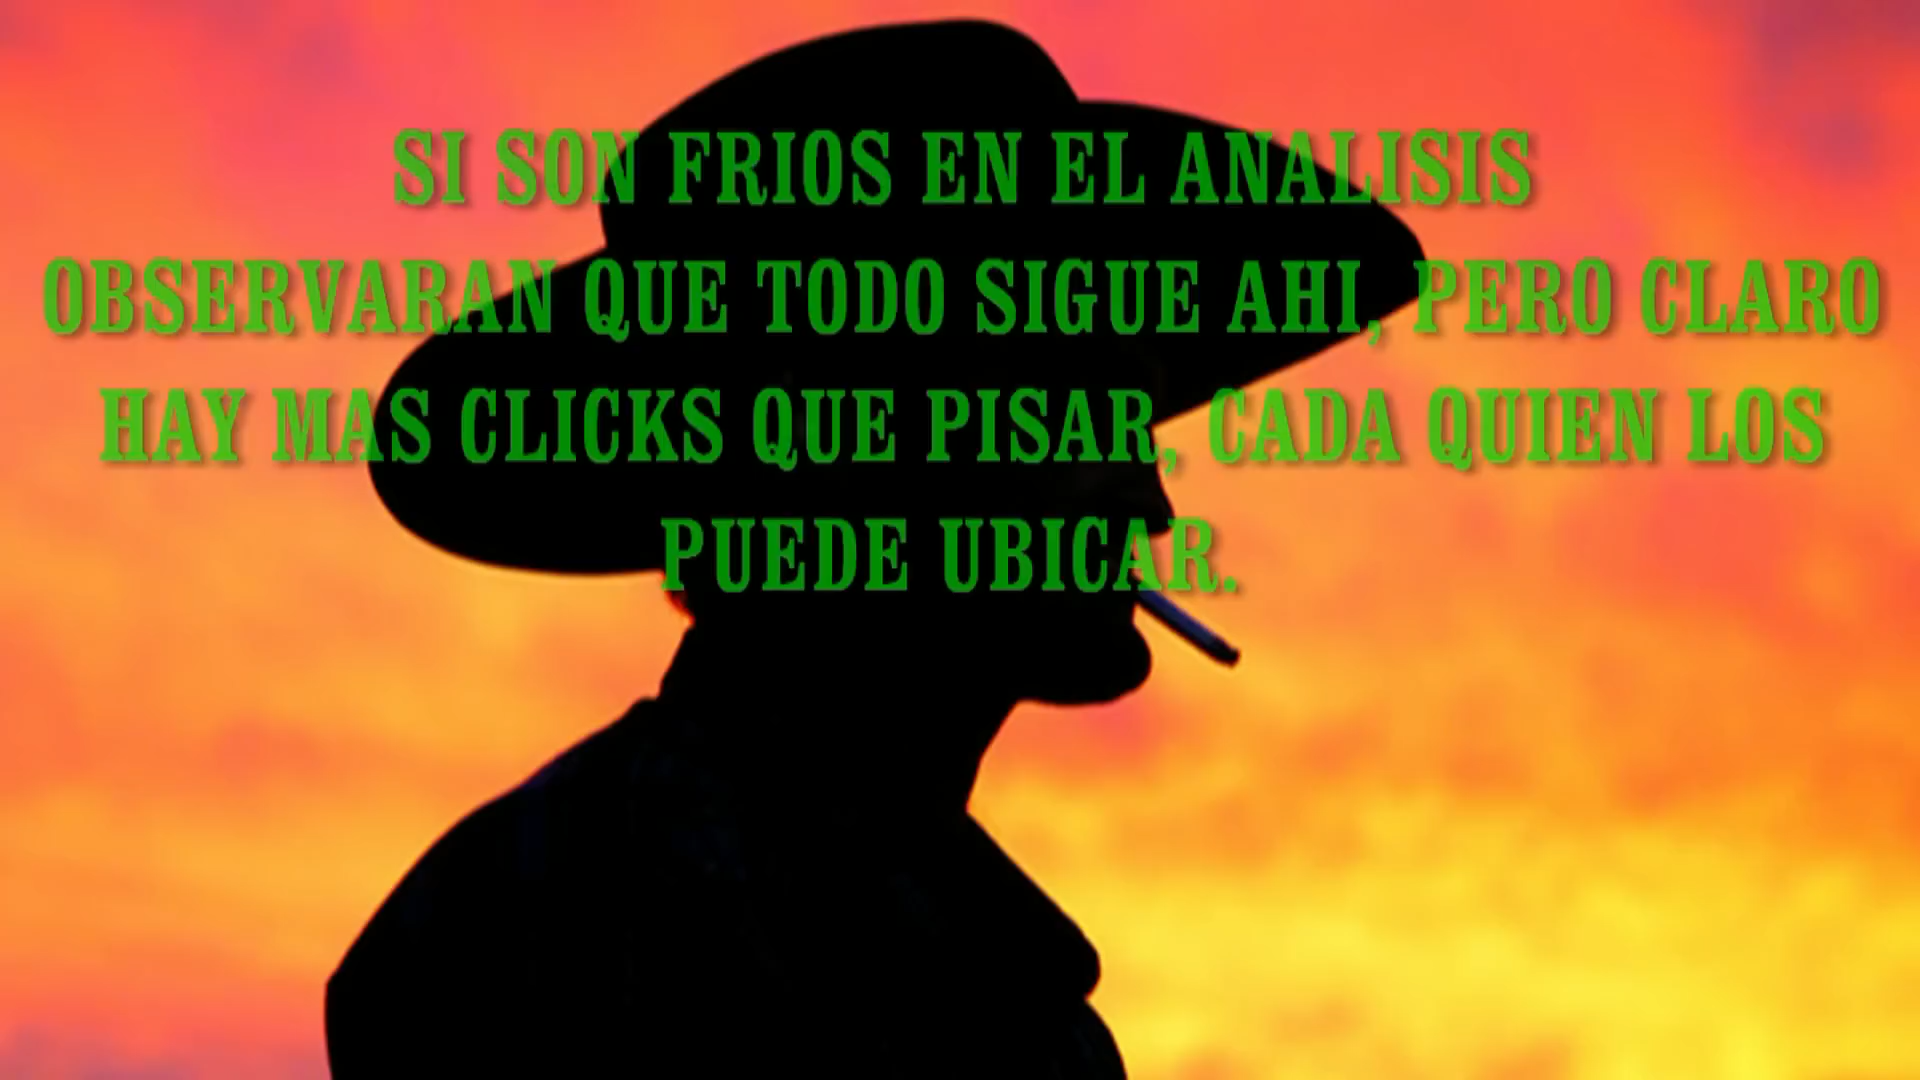 SI SON FRIOS EN EL ANALISIS
OBSERVARAN QUE TODO SIGUE AHI, PERO CLARO
HAY MAS CLICKS QUE PISAR, CADA QUIEN LOS
PUEDE UBICAR.